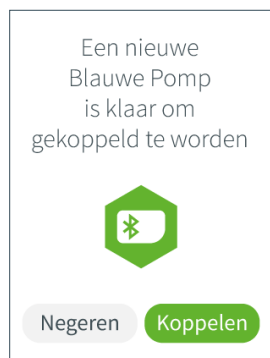 Een nieuwe
Blauwe Pomp
is klaar om
gekoppeld te worden
Negeren Koppelen